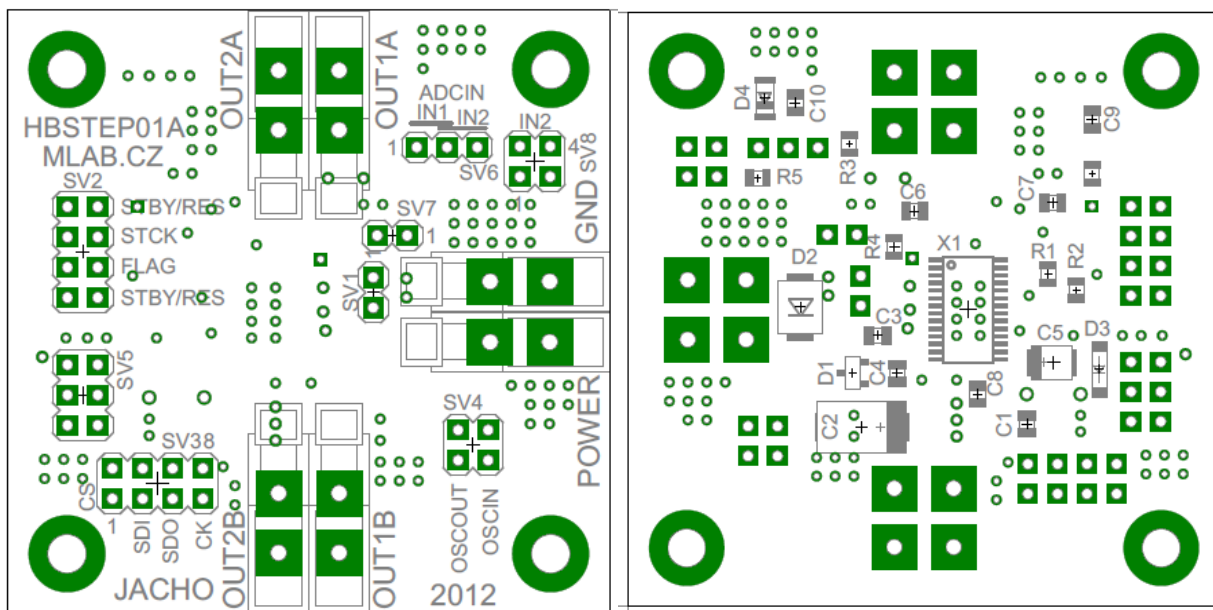 OUT2A
OUT1A
ADCIN
IN1
IN2
IN2
HBSTEP01A
MLAB.CZ
1
4
SV8
SV6
1
GND
SV2
STBY/RES
STCK
FLAG
STBY/RES
SV7
1
1
SV1
SV5
SV4
POWER
SV38
CS
1
SDI
SDO
CK
OUT2B
OUT1B
OSCOUT
OSCIN
JACHO
2012
D4
C10
C9
R3
R5
C6
C7
R4
X1
D2
R1
R2
C3
C5
D3
D1
C4
C8
C2
C1